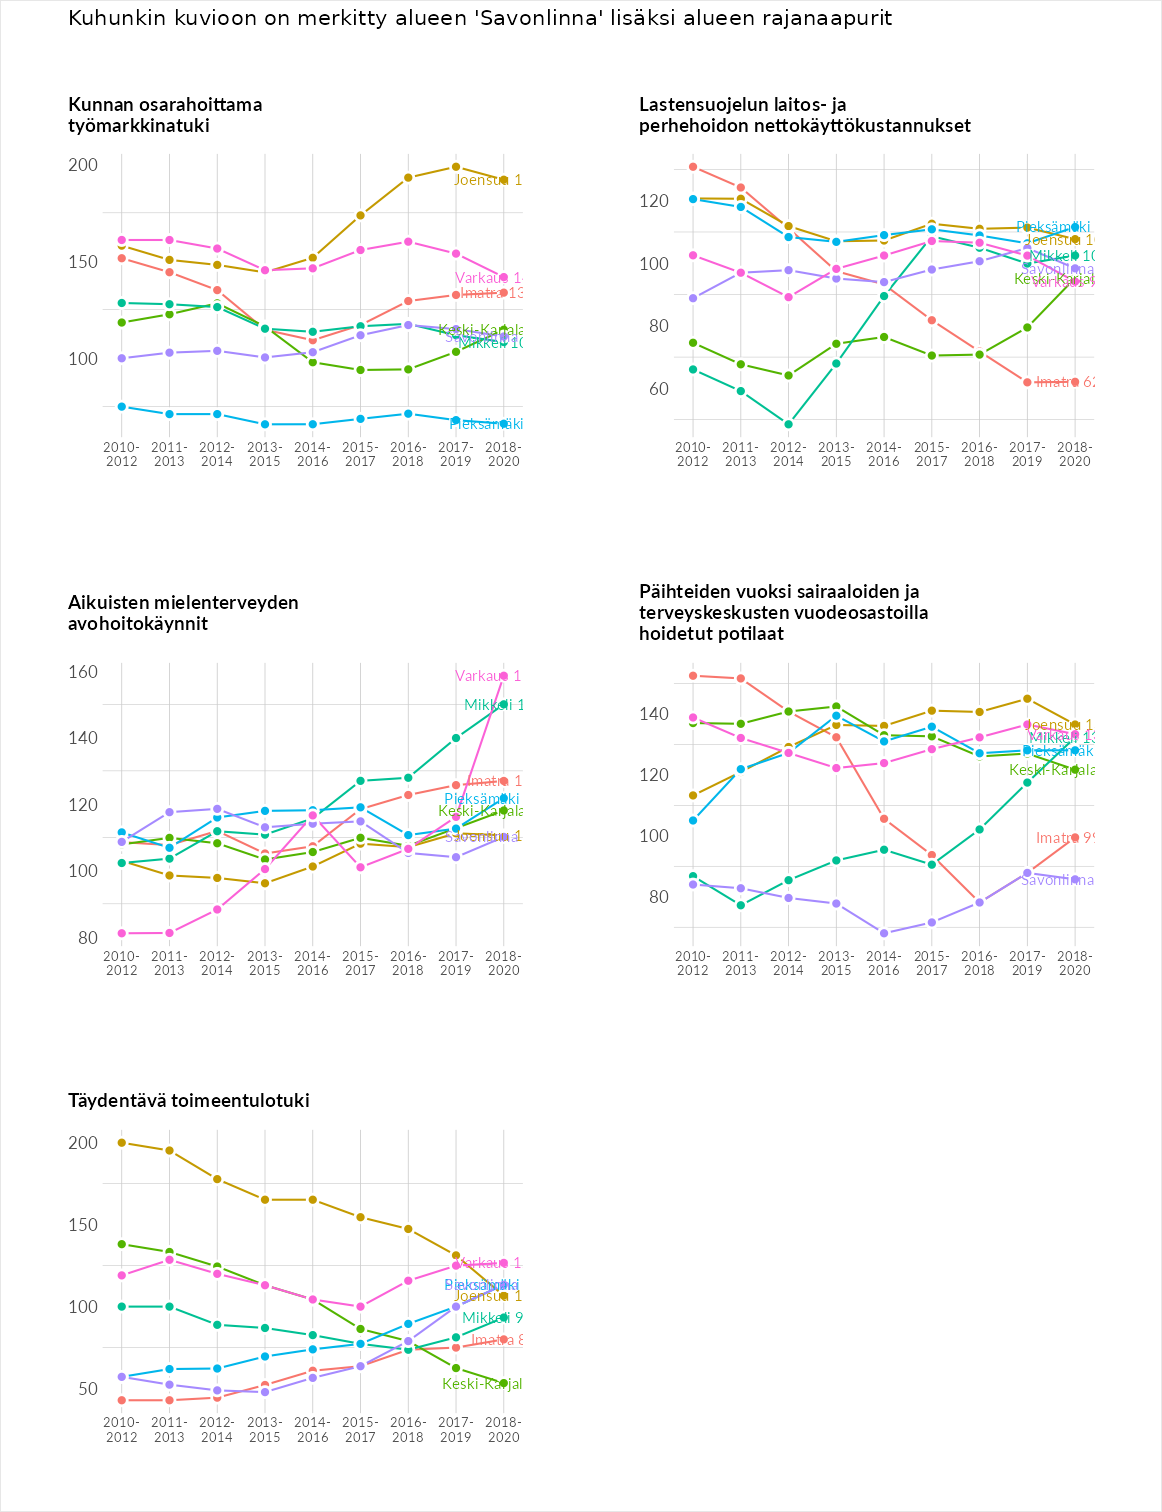 Kuhunkin kuvioon on merkitty alueen 'Savonlinna' lisäksi alueen rajanaapurit
Kunnan osarahoittama
työmarkkinatuki
200
150
100
Joensuu 1
Varkaus 1
Imatra 13
Keski-Karjala
Savonlinna
Mikkeli 10
Pieksämäki
2010- 2011- 2012- 2013- 2014- 2015- 2016- 2017- 2018-
2012 2013 2014 2015 2016 2017 2018 2019 2020
Lastensuojelun laitos- ja
perhehoidon nettokäyttökustannukset
120
100
80
60
Pieksämäki
Joensuu 10
Mikkeli 10
Savonlinna
Keski-Karjal
Varkaus 9
Imatra 62
2010- 2011- 2012- 2013- 2014- 2015- 2016- 2017- 2018-
2012 2013 2014 2015 2016 2017 2018 2019 2020
Aikuisten mielenterveyden
avohoitokäynnit
160
140
120
100
80
Varkaus 1
Mikkeli 1
Imatra 1
Pieksämäki
Keski-Karjala
Joensuu 1
Savonlinna
2010- 2011- 2012- 2013- 2014- 2015- 2016- 2017- 2018-
2012 2013 2014 2015 2016 2017 2018 2019 2020
Päihteiden vuoksi sairaaloiden ja
terveyskeskusten vuodeosastoilla
hoidetut potilaat
140
120
100
80
Joensuu 1
Varkaus 1
Mikkeli 13
Pieksämäk
Keski-Karjala
Imatra 99
Savonlinna
2010- 2011- 2012- 2013- 2014- 2015- 2016- 2017- 2018-
2012 2013 2014 2015 2016 2017 2018 2019 2020
Täydentävä toimeentulotuki
200
150
100
50
Varkaus 1
Pieksämäki
Savonlinna
Joensuu 1
Mikkeli 9
Imatra 8
Keski-Karjal
2010- 2011- 2012- 2013- 2014- 2015- 2016- 2017- 2018-
2012 2013 2014 2015 2016 2017 2018 2019 2020